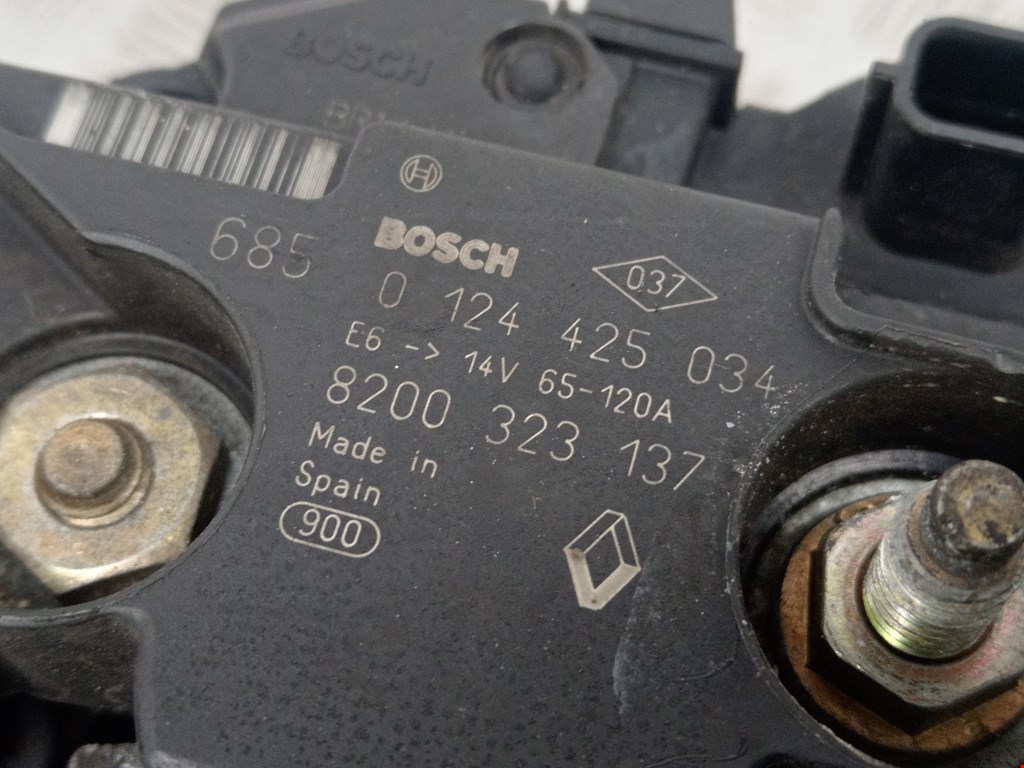 BOSCH
BOSCH
037
685
0 124 425 034
E6 -> 14V 65-120A
8200 323 137
Made in
Spain
900